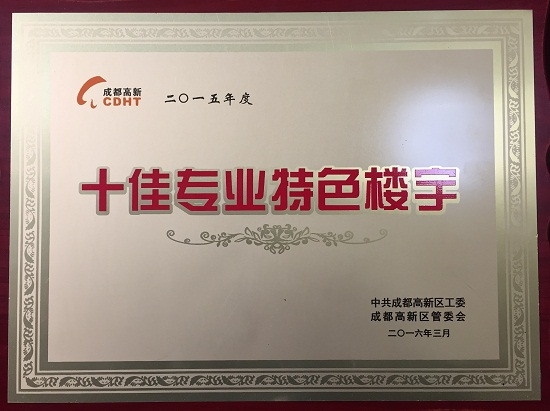 成都高新
CDHT
二〇一五年度
十佳专业特色楼宇
中共成都高新区工委
成都高新区管委会
二〇一六年三月